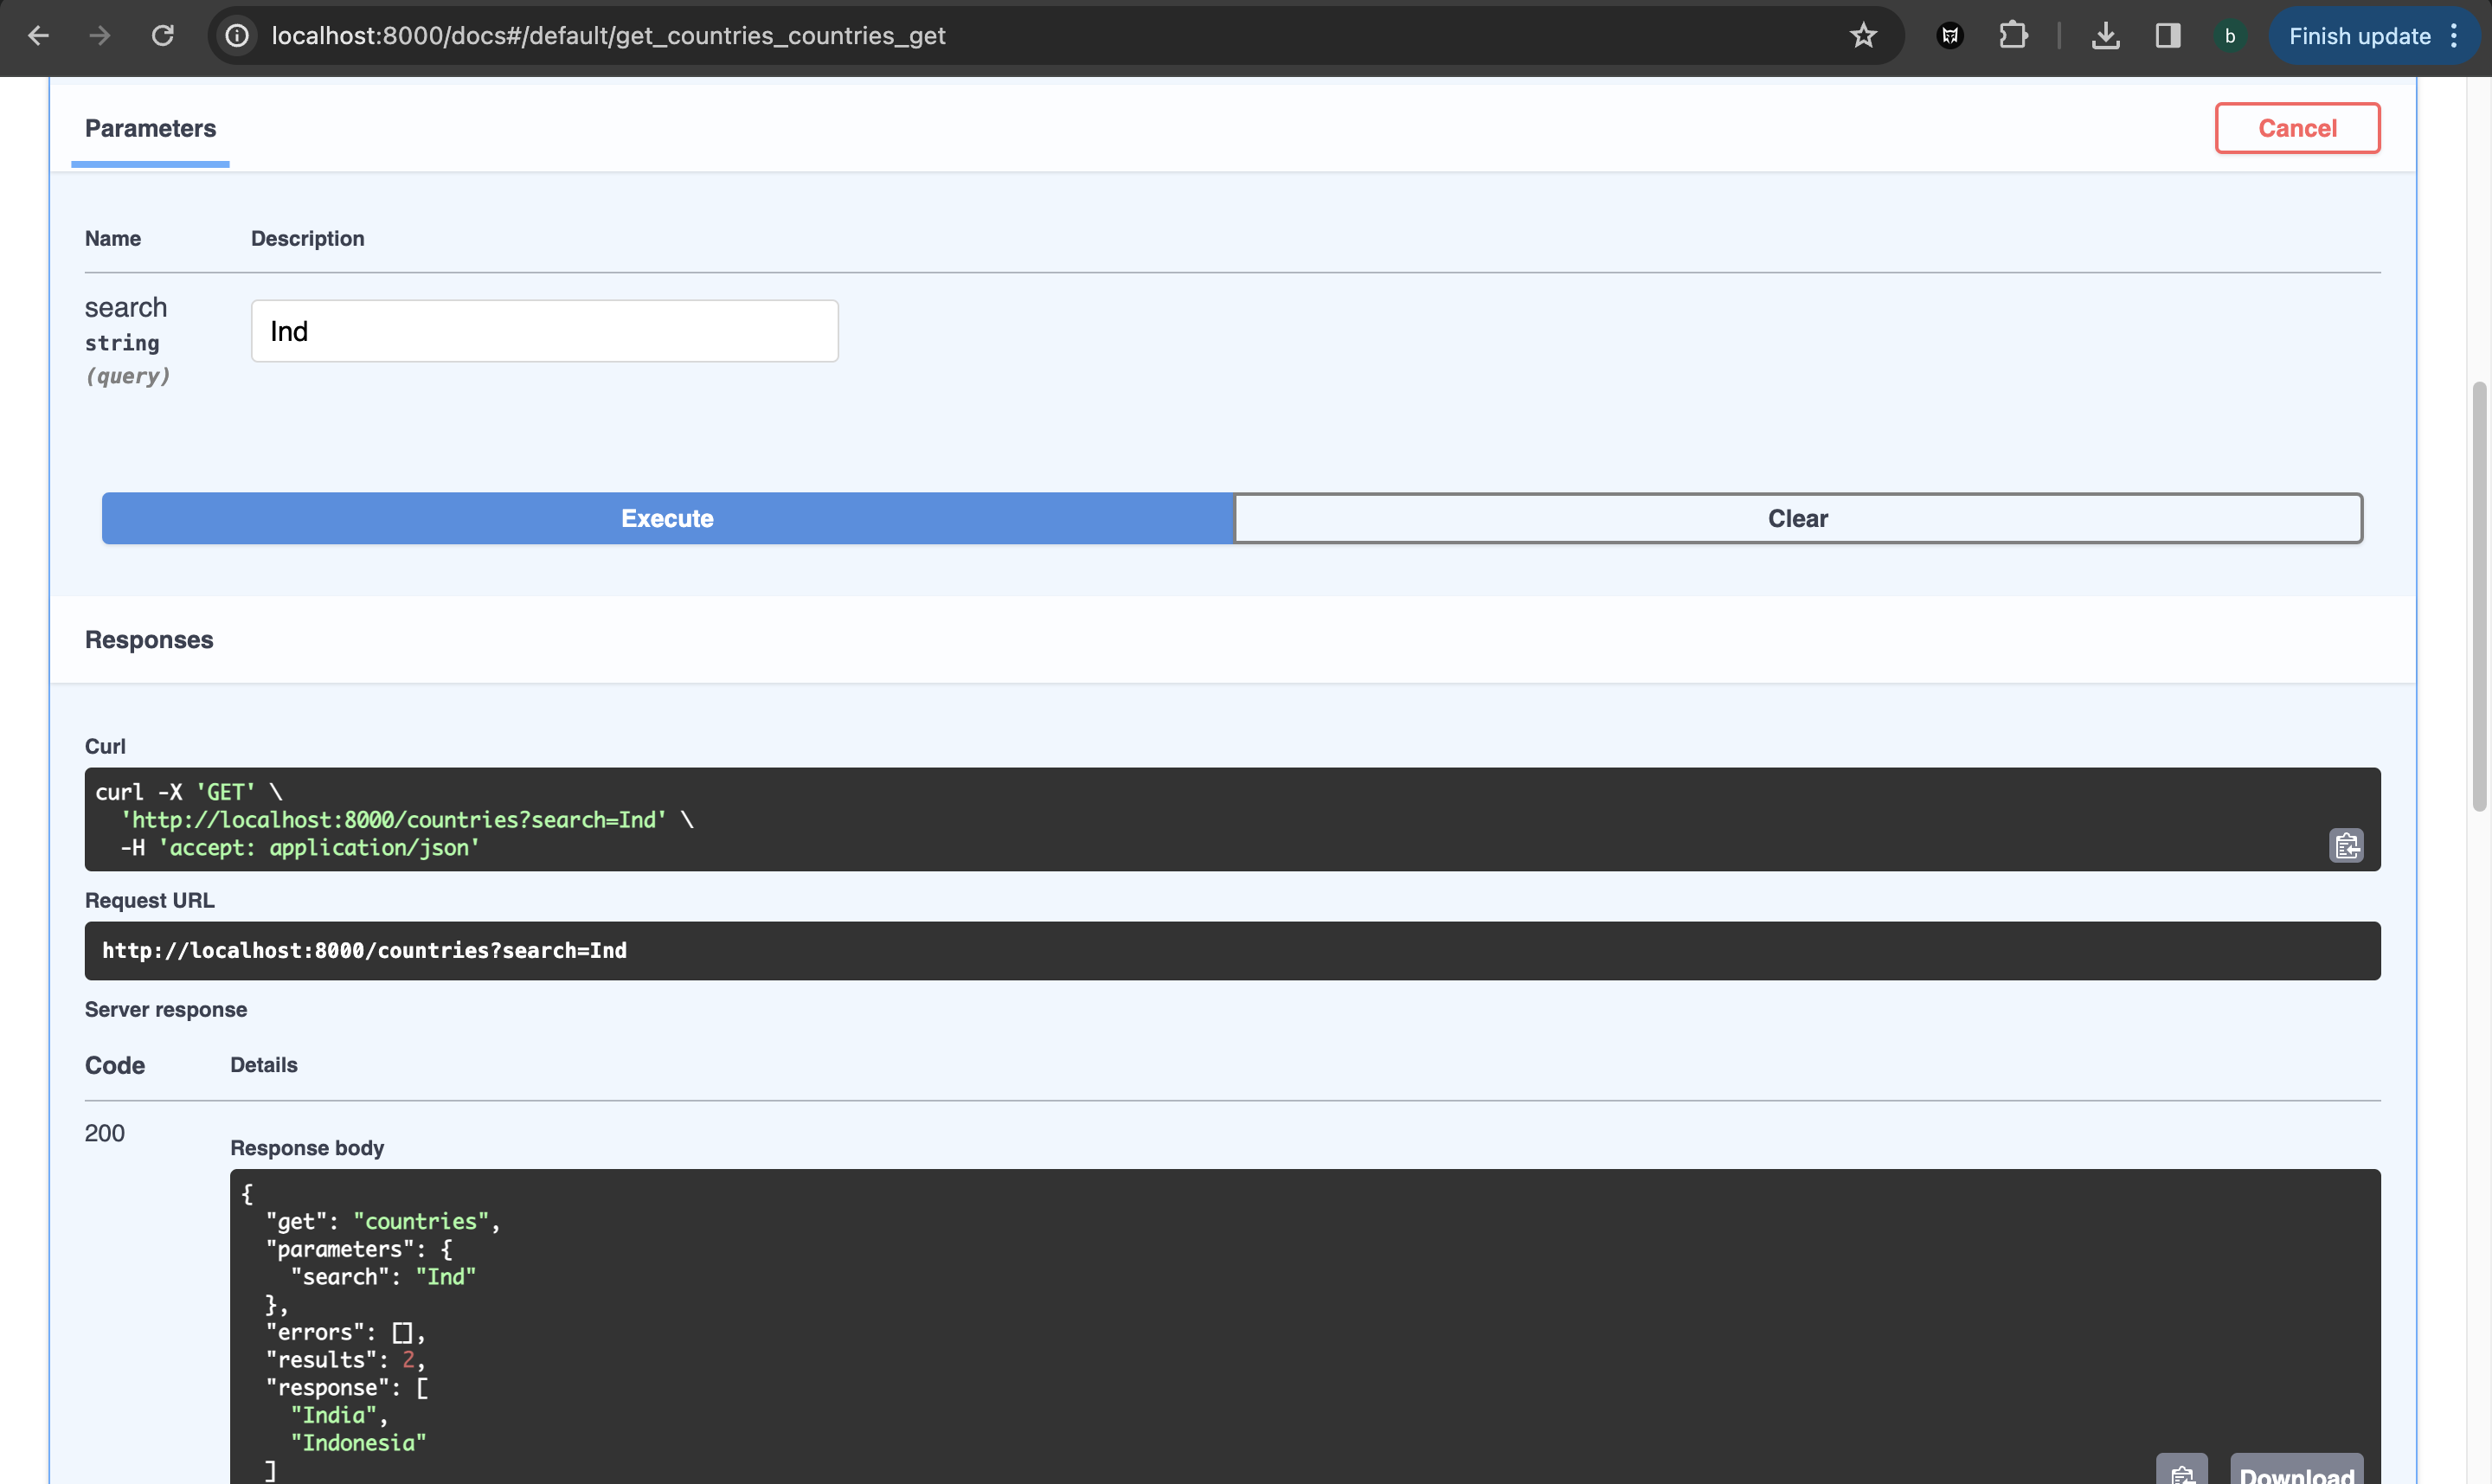 localhost:8000/docs#/default/get_countries_countries_get
b
Finish update
Parameters
Cancel
Name Description
search
string
(query)
Ind
Execute
Clear
Responses
Curl
curl -X 'GET' \
  'http://localhost:8000/countries?search=Ind' \
  -H 'accept: application/json'
Request URL
http://localhost:8000/countries?search=Ind
Server response
Code Details
200
Response body
{
  "get": "countries",
  "parameters": {
    "search": "Ind"
  },
  "errors": [],
  "results": 2,
  "response": [
    "India",
    "Indonesia"
  ]
Download